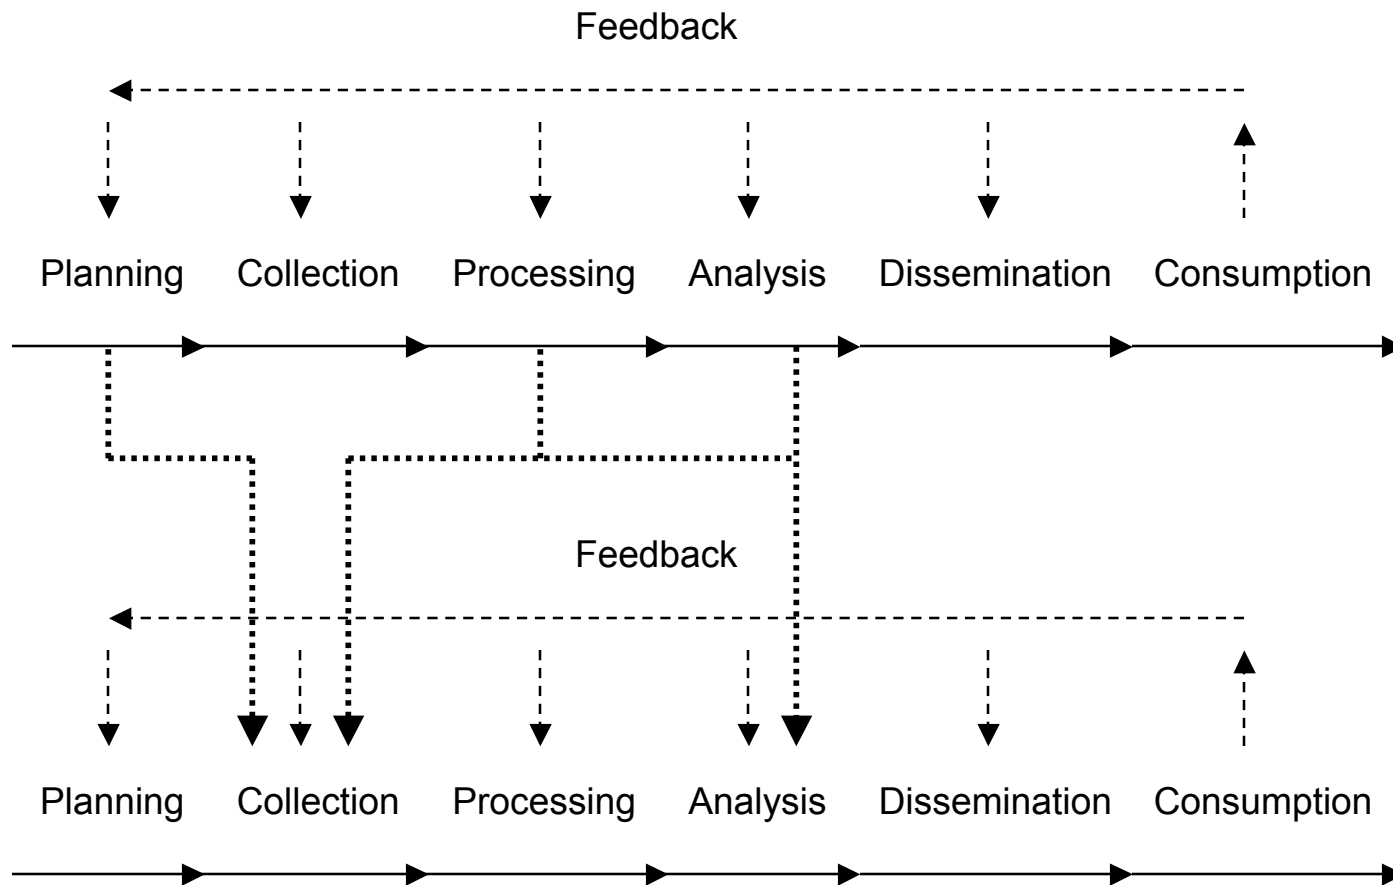 Feedback
Planning Collection Processing Analysis Dissemination Consumption
Feedback
Planning Collection Processing Analysis Dissemination Consumption